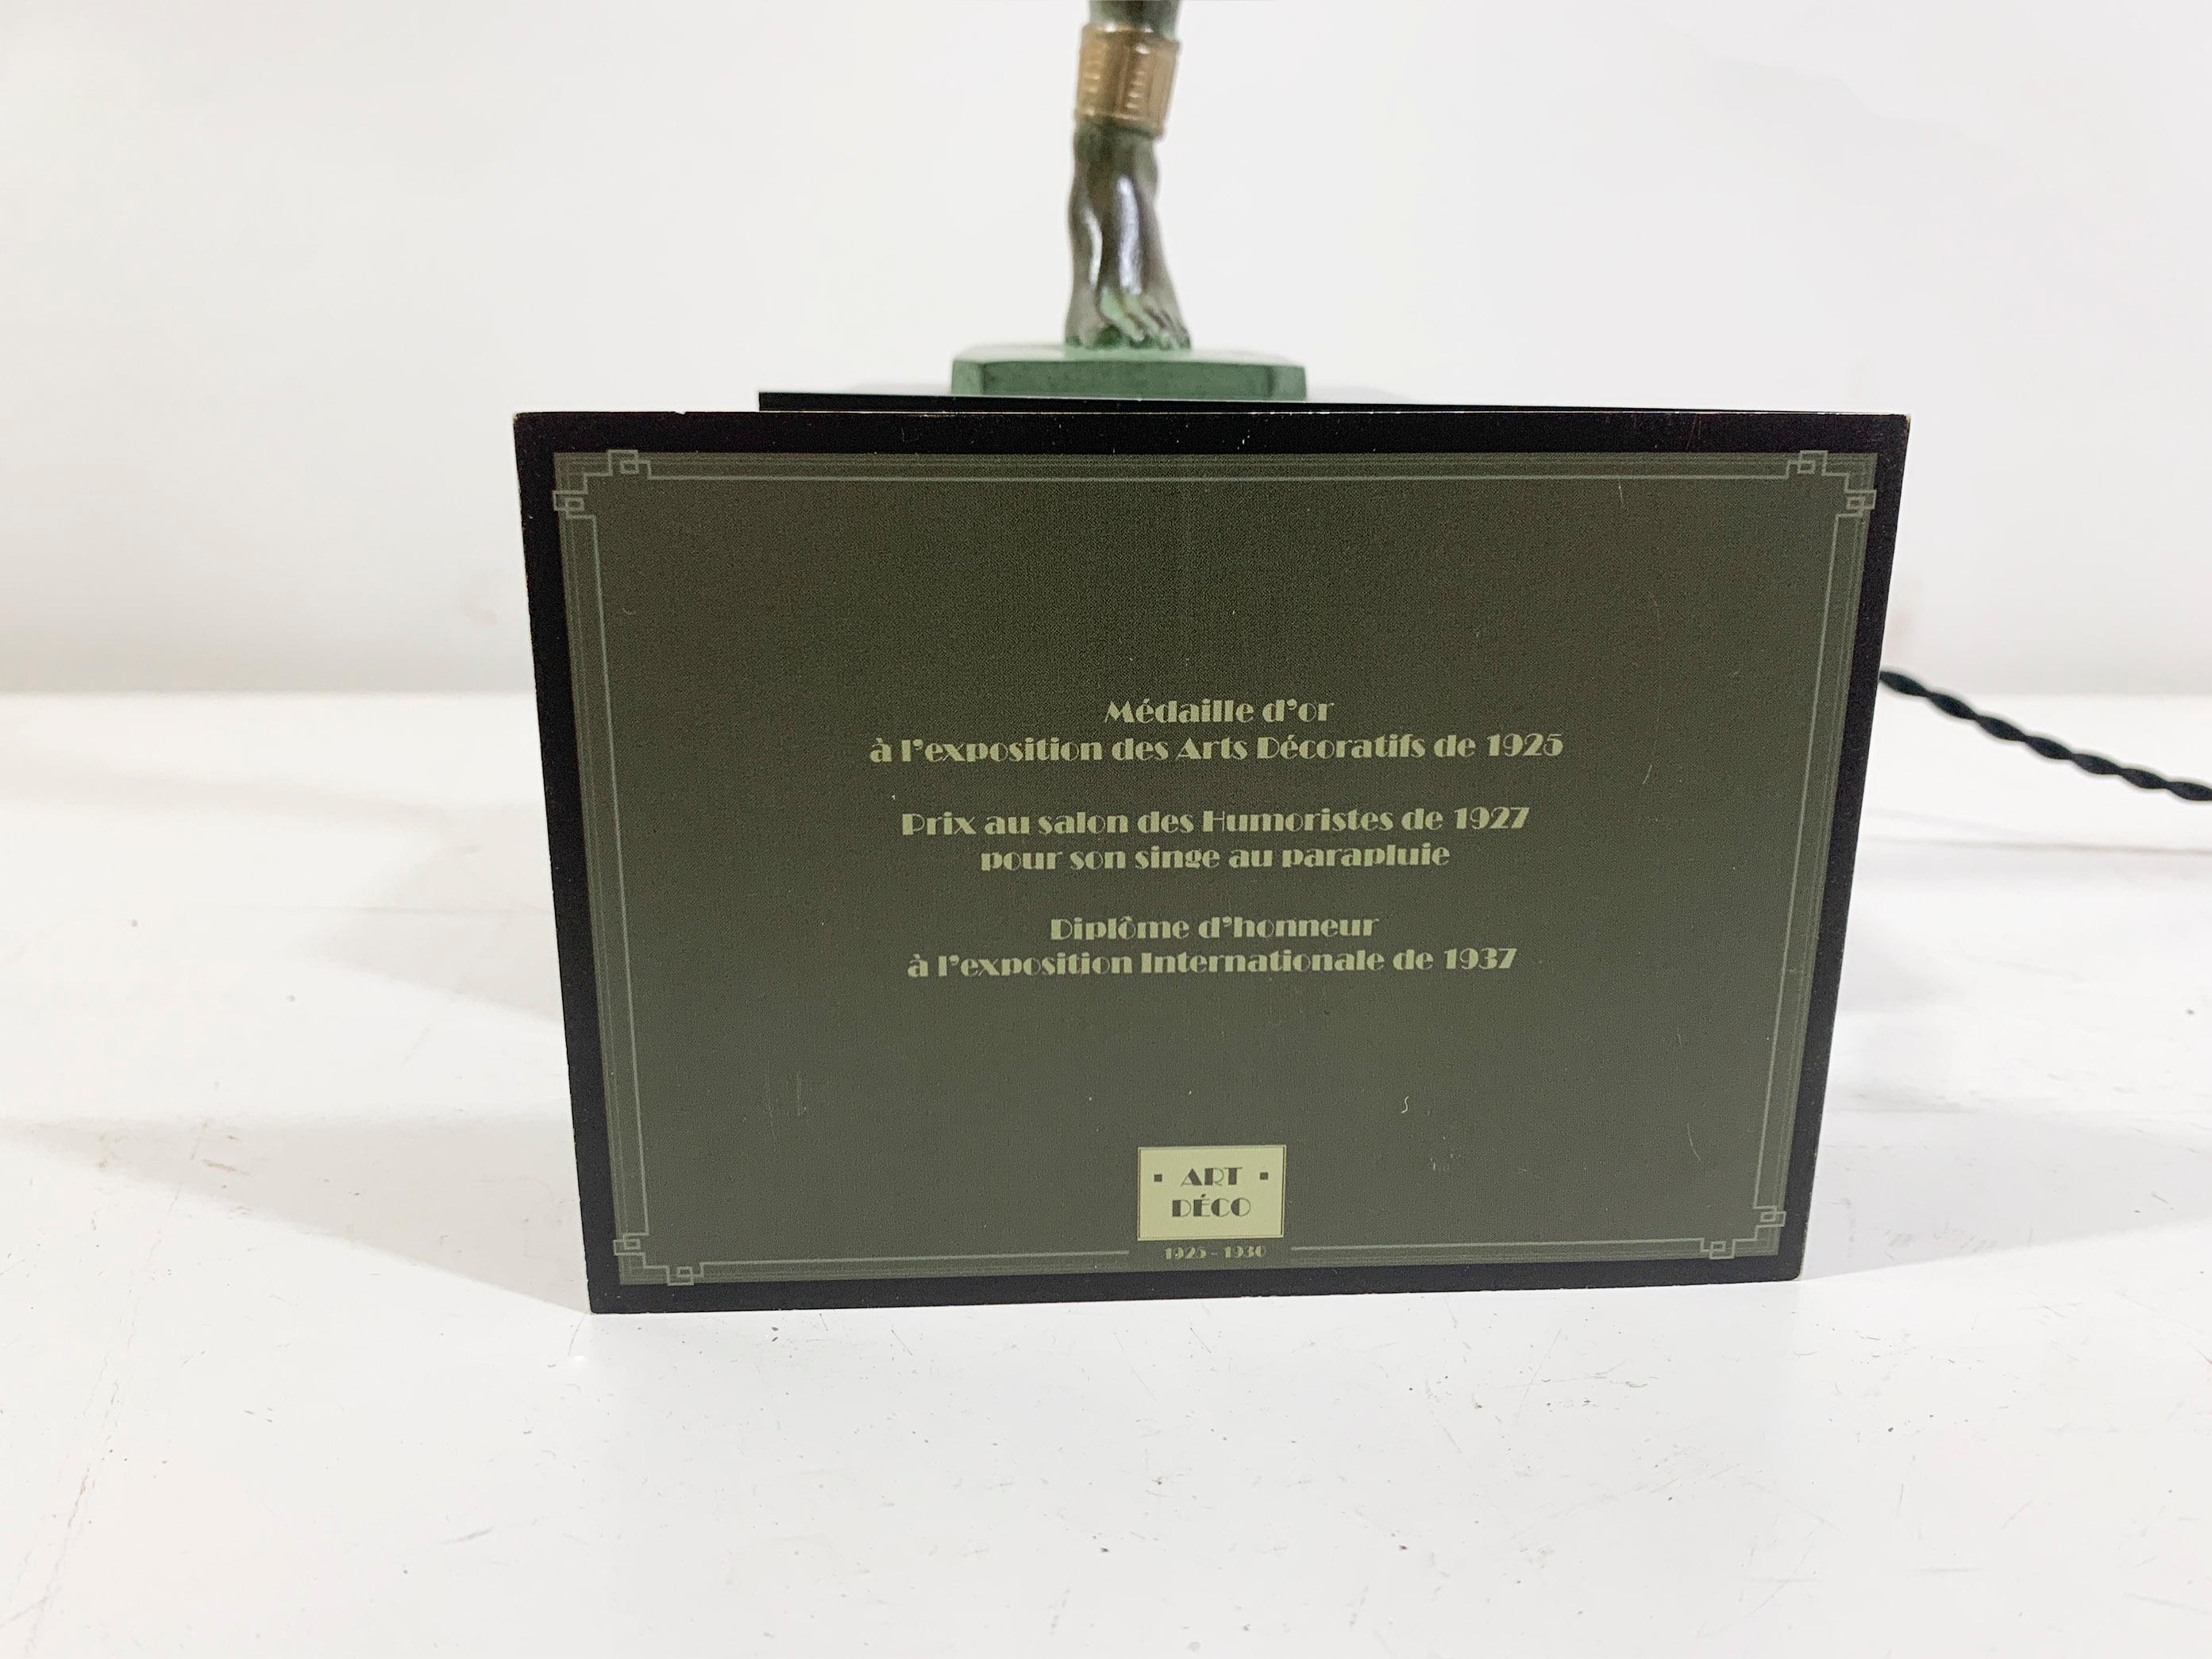 Médaille d'or
à l'exposition des Arts Décoratifs de 1925
Prix au salon des Humoristes de 1927
pour son singe au parapluie
Diplôme d'honneur
à l'exposition Internationale de 1937
▪ ART ▪
DÉCO
1925 - 1930